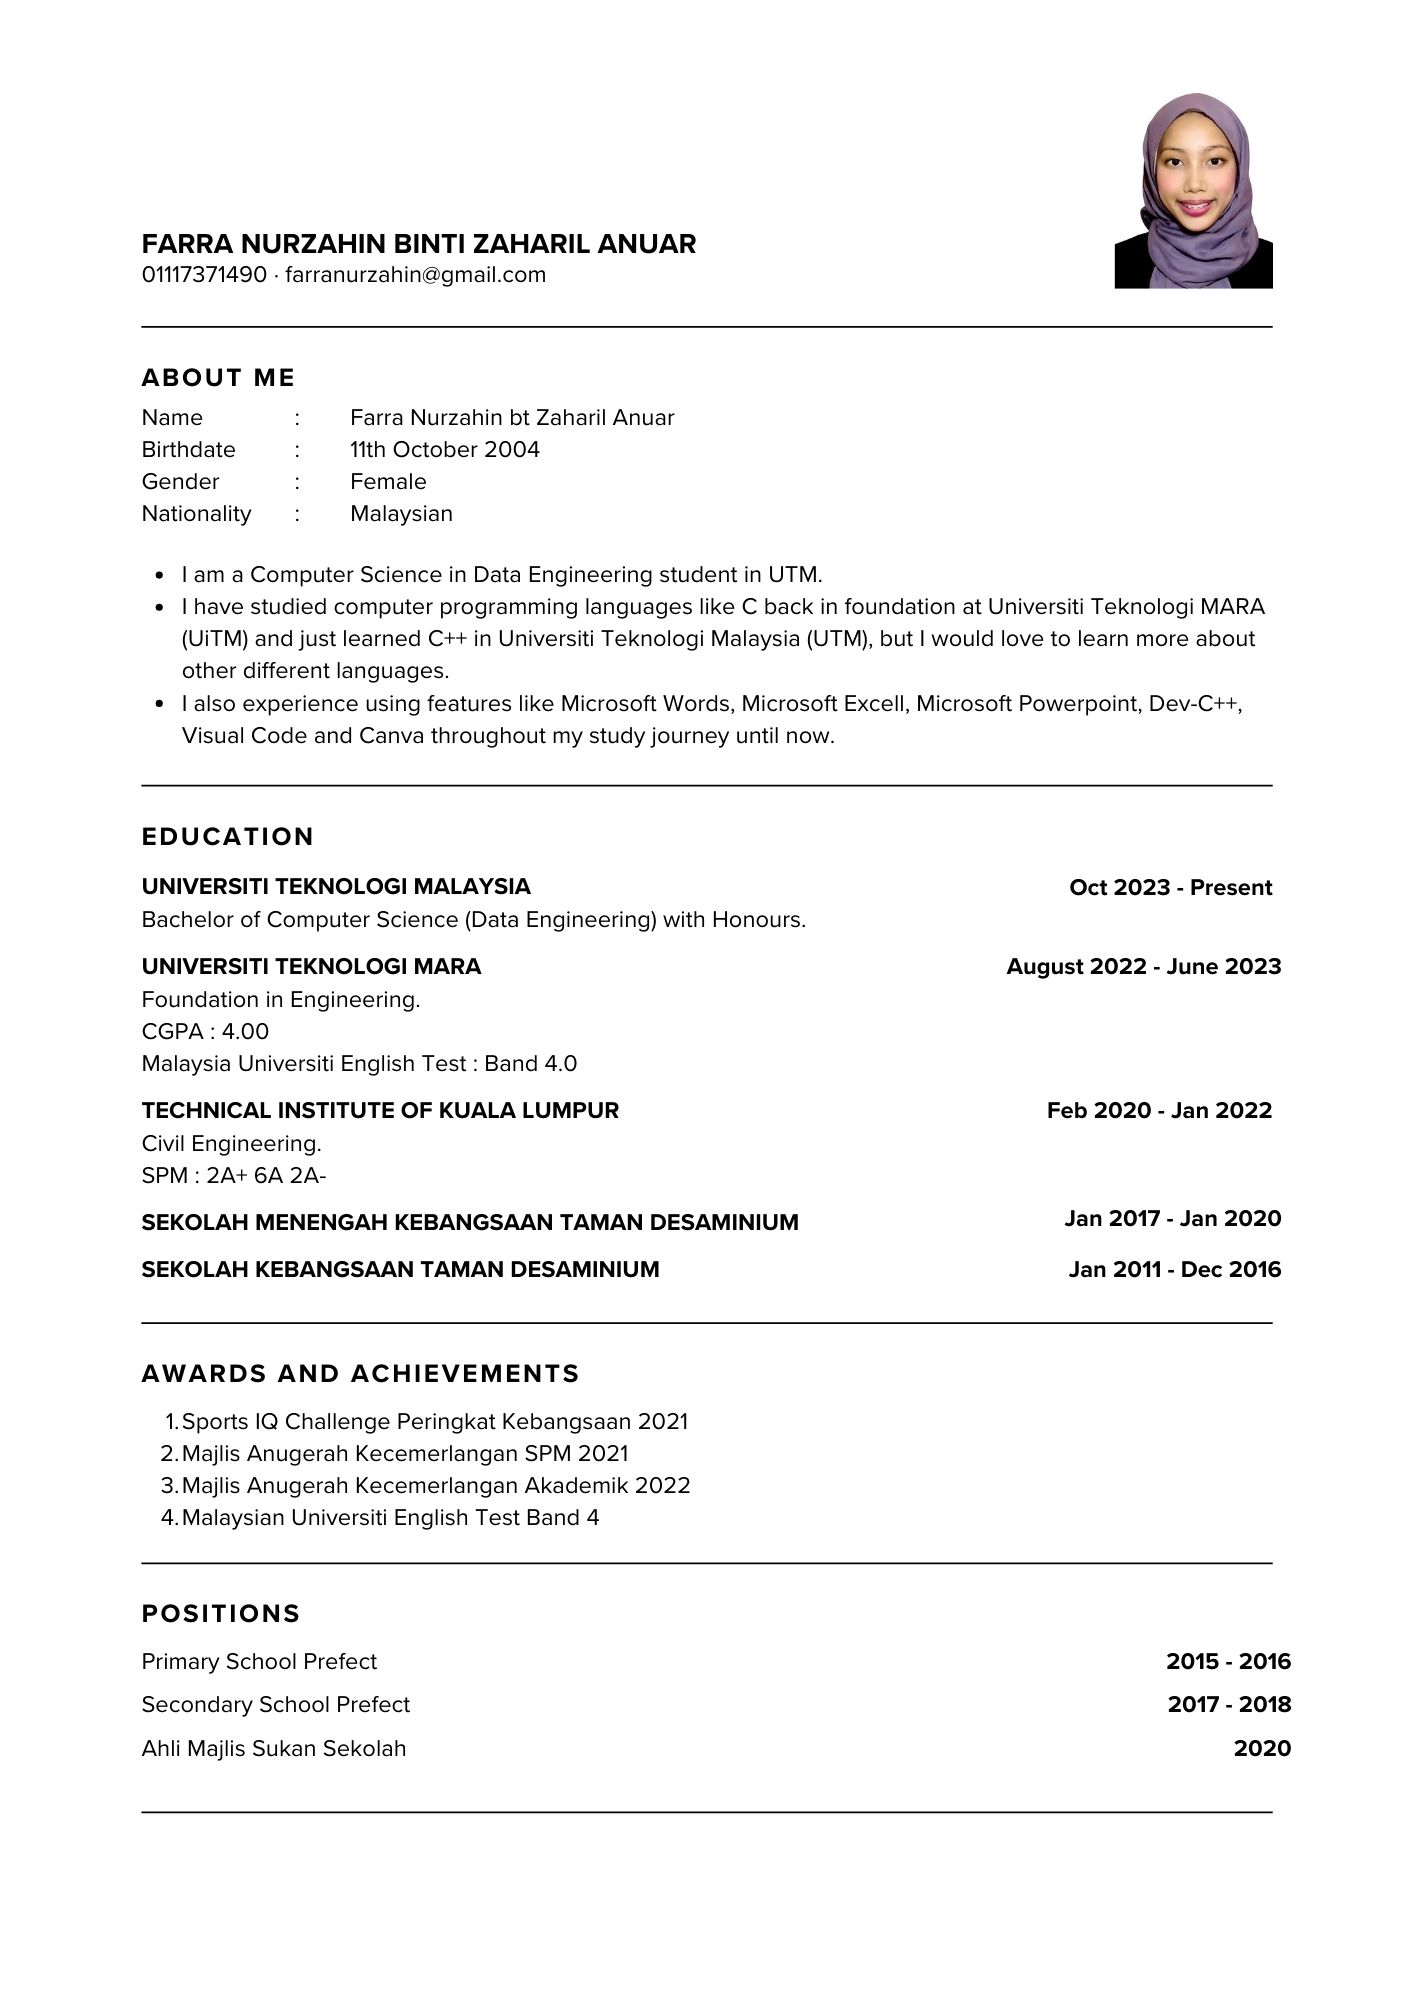 FARRA NURZAHIN BINTI ZAHARIL ANUAR
01117371490 · farranurzahin@gmail.com
ABOUT ME
Name : Farra Nurzahin bt Zaharil Anuar
Birthdate : 11th October 2004
Gender : Female
Nationality : Malaysian
• I am a Computer Science in Data Engineering student in UTM.
• I have studied computer programming languages like C back in foundation at Universiti Teknologi MARA
(UiTM) and just learned C++ in Universiti Teknologi Malaysia (UTM), but I would love to learn more about
other different languages.
• I also experience using features like Microsoft Words, Microsoft Excell, Microsoft Powerpoint, Dev-C++,
Visual Code and Canva throughout my study journey until now.
EDUCATION
UNIVERSITI TEKNOLOGI MALAYSIA Oct 2023 - Present
Bachelor of Computer Science (Data Engineering) with Honours.
UNIVERSITI TEKNOLOGI MARA August 2022 - June 2023
Foundation in Engineering.
CGPA : 4.00
Malaysia Universiti English Test : Band 4.0
TECHNICAL INSTITUTE OF KUALA LUMPUR Feb 2020 - Jan 2022
Civil Engineering.
SPM : 2A+ 6A 2A-
SEKOLAH MENENGAH KEBANGSAAN TAMAN DESAMINIUM Jan 2017 - Jan 2020
SEKOLAH KEBANGSAAN TAMAN DESAMINIUM Jan 2011 - Dec 2016
AWARDS AND ACHIEVEMENTS
1. Sports IQ Challenge Peringkat Kebangsaan 2021
2. Majlis Anugerah Kecemerlangan SPM 2021
3. Majlis Anugerah Kecemerlangan Akademik 2022
4. Malaysian Universiti English Test Band 4
POSITIONS
Primary School Prefect 2015 - 2016
Secondary School Prefect 2017 - 2018
Ahli Majlis Sukan Sekolah 2020